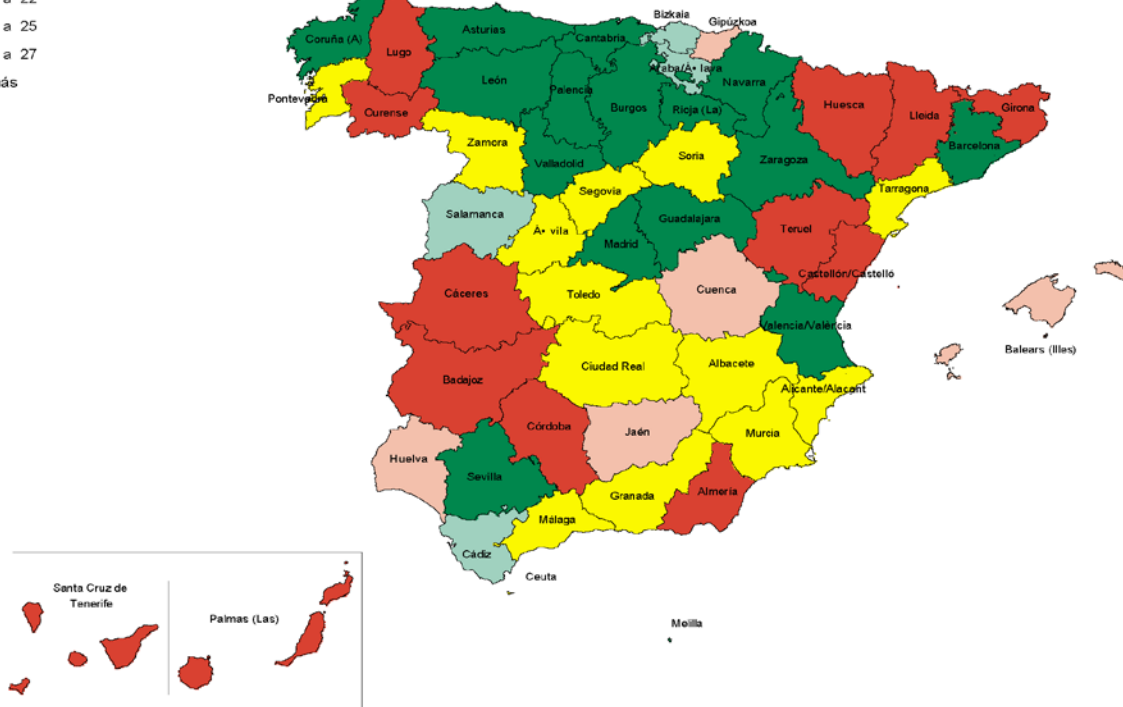 a 22
a 25
a 27
ás
Bizkaia
Gipúzkoa
Coruña (A)
Lugo
Asturias
Cantabria
Araba/Á• lava
Navarra
León
Palencia
Burgos
Rioja (La)
Huesca
Lleida
Girona
Pontevedra
Ourense
Barcelona
Zamora
Valladolid
Soria
Zaragoza
Segovia
Tarragona
Salamanca
Á• vila
Madrid
Guadalajara
Teruel
Castellón/Castelló
Cáceres
Toledo
Cuenca
Valencia/València
Balears (Illes)
Badajoz
Ciudad Real
Albacete
Alicante/Alacant
Córdoba
Jaén
Murcia
Huelva
Sevilla
Granada
Almería
Málaga
Cádiz
Ceuta
Melilla
Santa Cruz de
Tenerife
Palmas (Las)